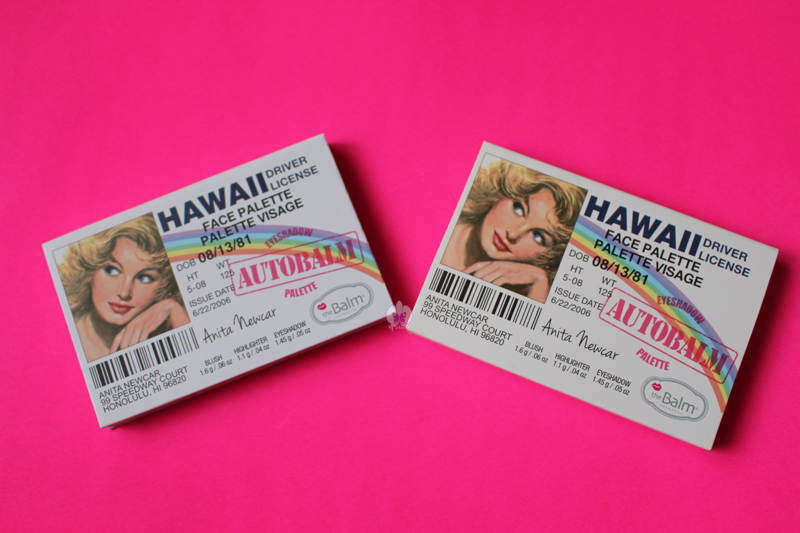 HAWAII DRIVER LICENSE
FACE PALETTE
PALETTE VISAGE
DOB 08/13/81
HT WT
5-08 125
ISSUE DATE
6/22/2006
EYESHADOW
AUTOBALM
PALETTE
Anita Newcar
BLUSH HIGHLIGHTER EYESHADOW
1.6 g / .06 oz 1.1 g / .04 oz 1.45 g / .05 oz
theBalm®
ANITA NEWCAR
99 SPEEDWAY COURT
HONOLULU, HI 96820
HAWAII DRIVER LICENSE
FACE PALETTE
PALETTE VISAGE
DOB 08/13/81
HT WT
5-08 125
ISSUE DATE
6/22/2006
EYESHADOW
AUTOBALM
PALETTE
Anita Newcar
BLUSH HIGHLIGHTER EYESHADOW
1.6 g / .06 oz 1.1 g / .04 oz 1.45 g / .05 oz
theBalm®
ANITA NEWCAR
99 SPEEDWAY COURT
HONOLULU, HI 96820